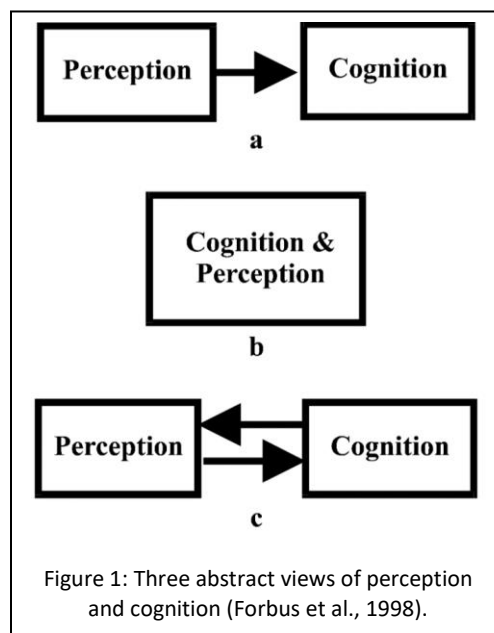 Perception
Cognition
a
Cognition &
Perception
b
Perception
Cognition
c
Figure 1: Three abstract views of perception
and cognition (Forbus et al., 1998).